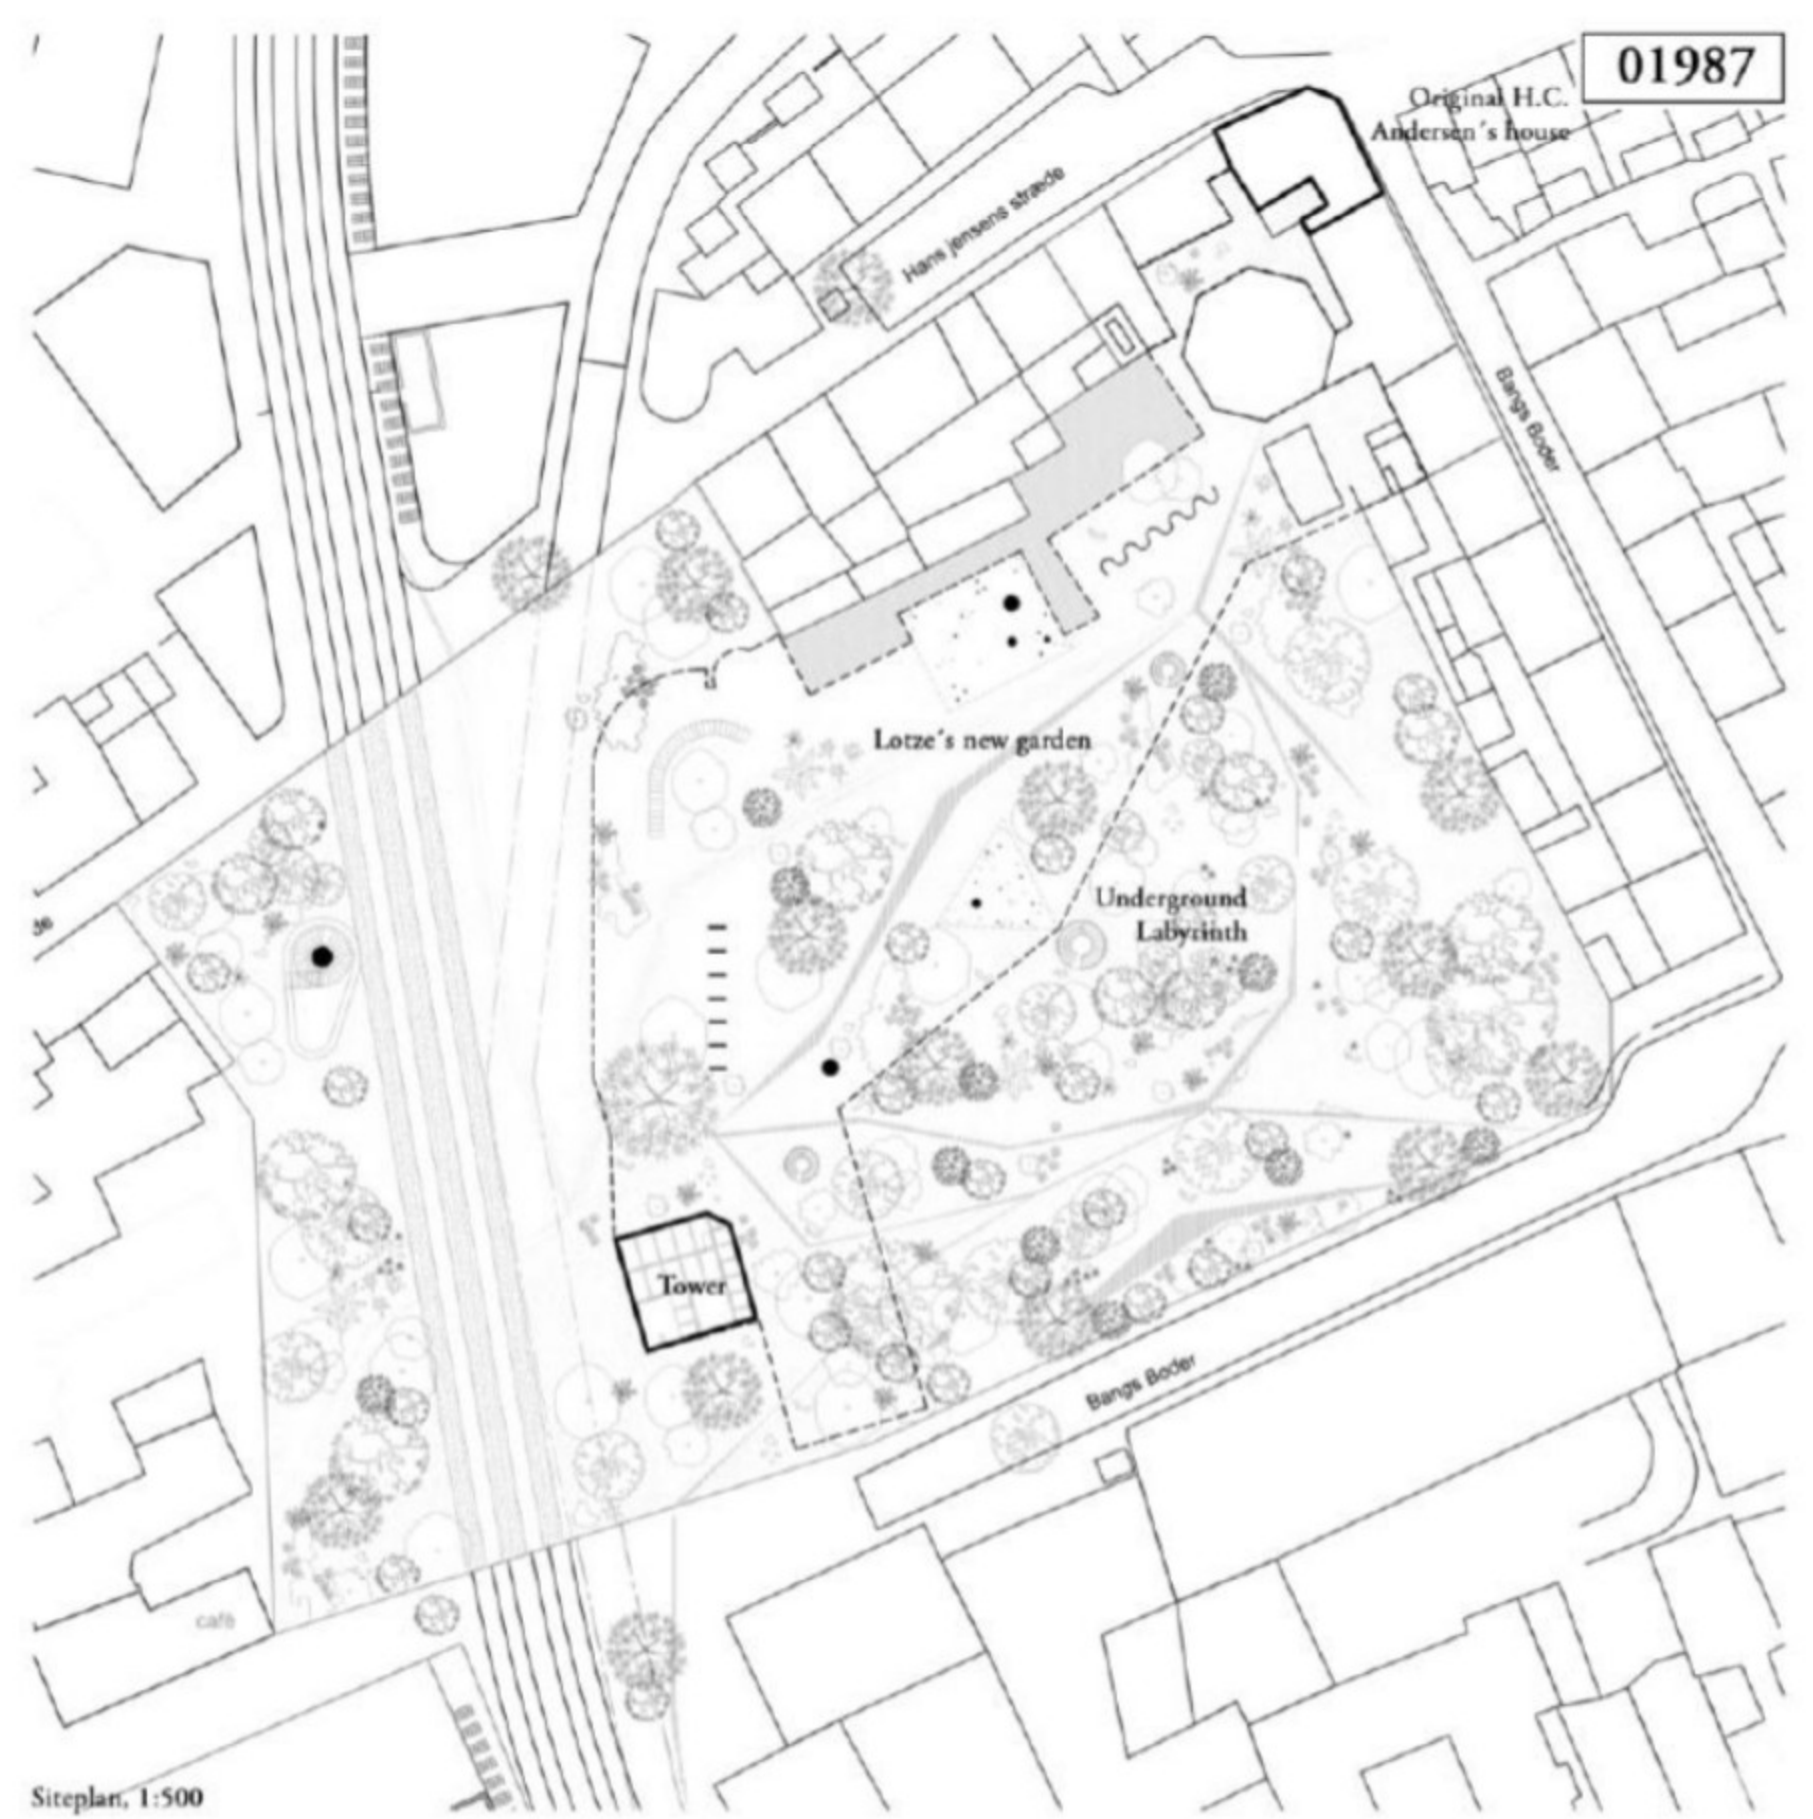 01987
Original H.C.
Andersen´s house
Hans jensens stræde
Bangs Boder
Lotze´s new garden
Underground
Labyrinth
de
Tower
Bangs Boder
café
Siteplan, 1:500